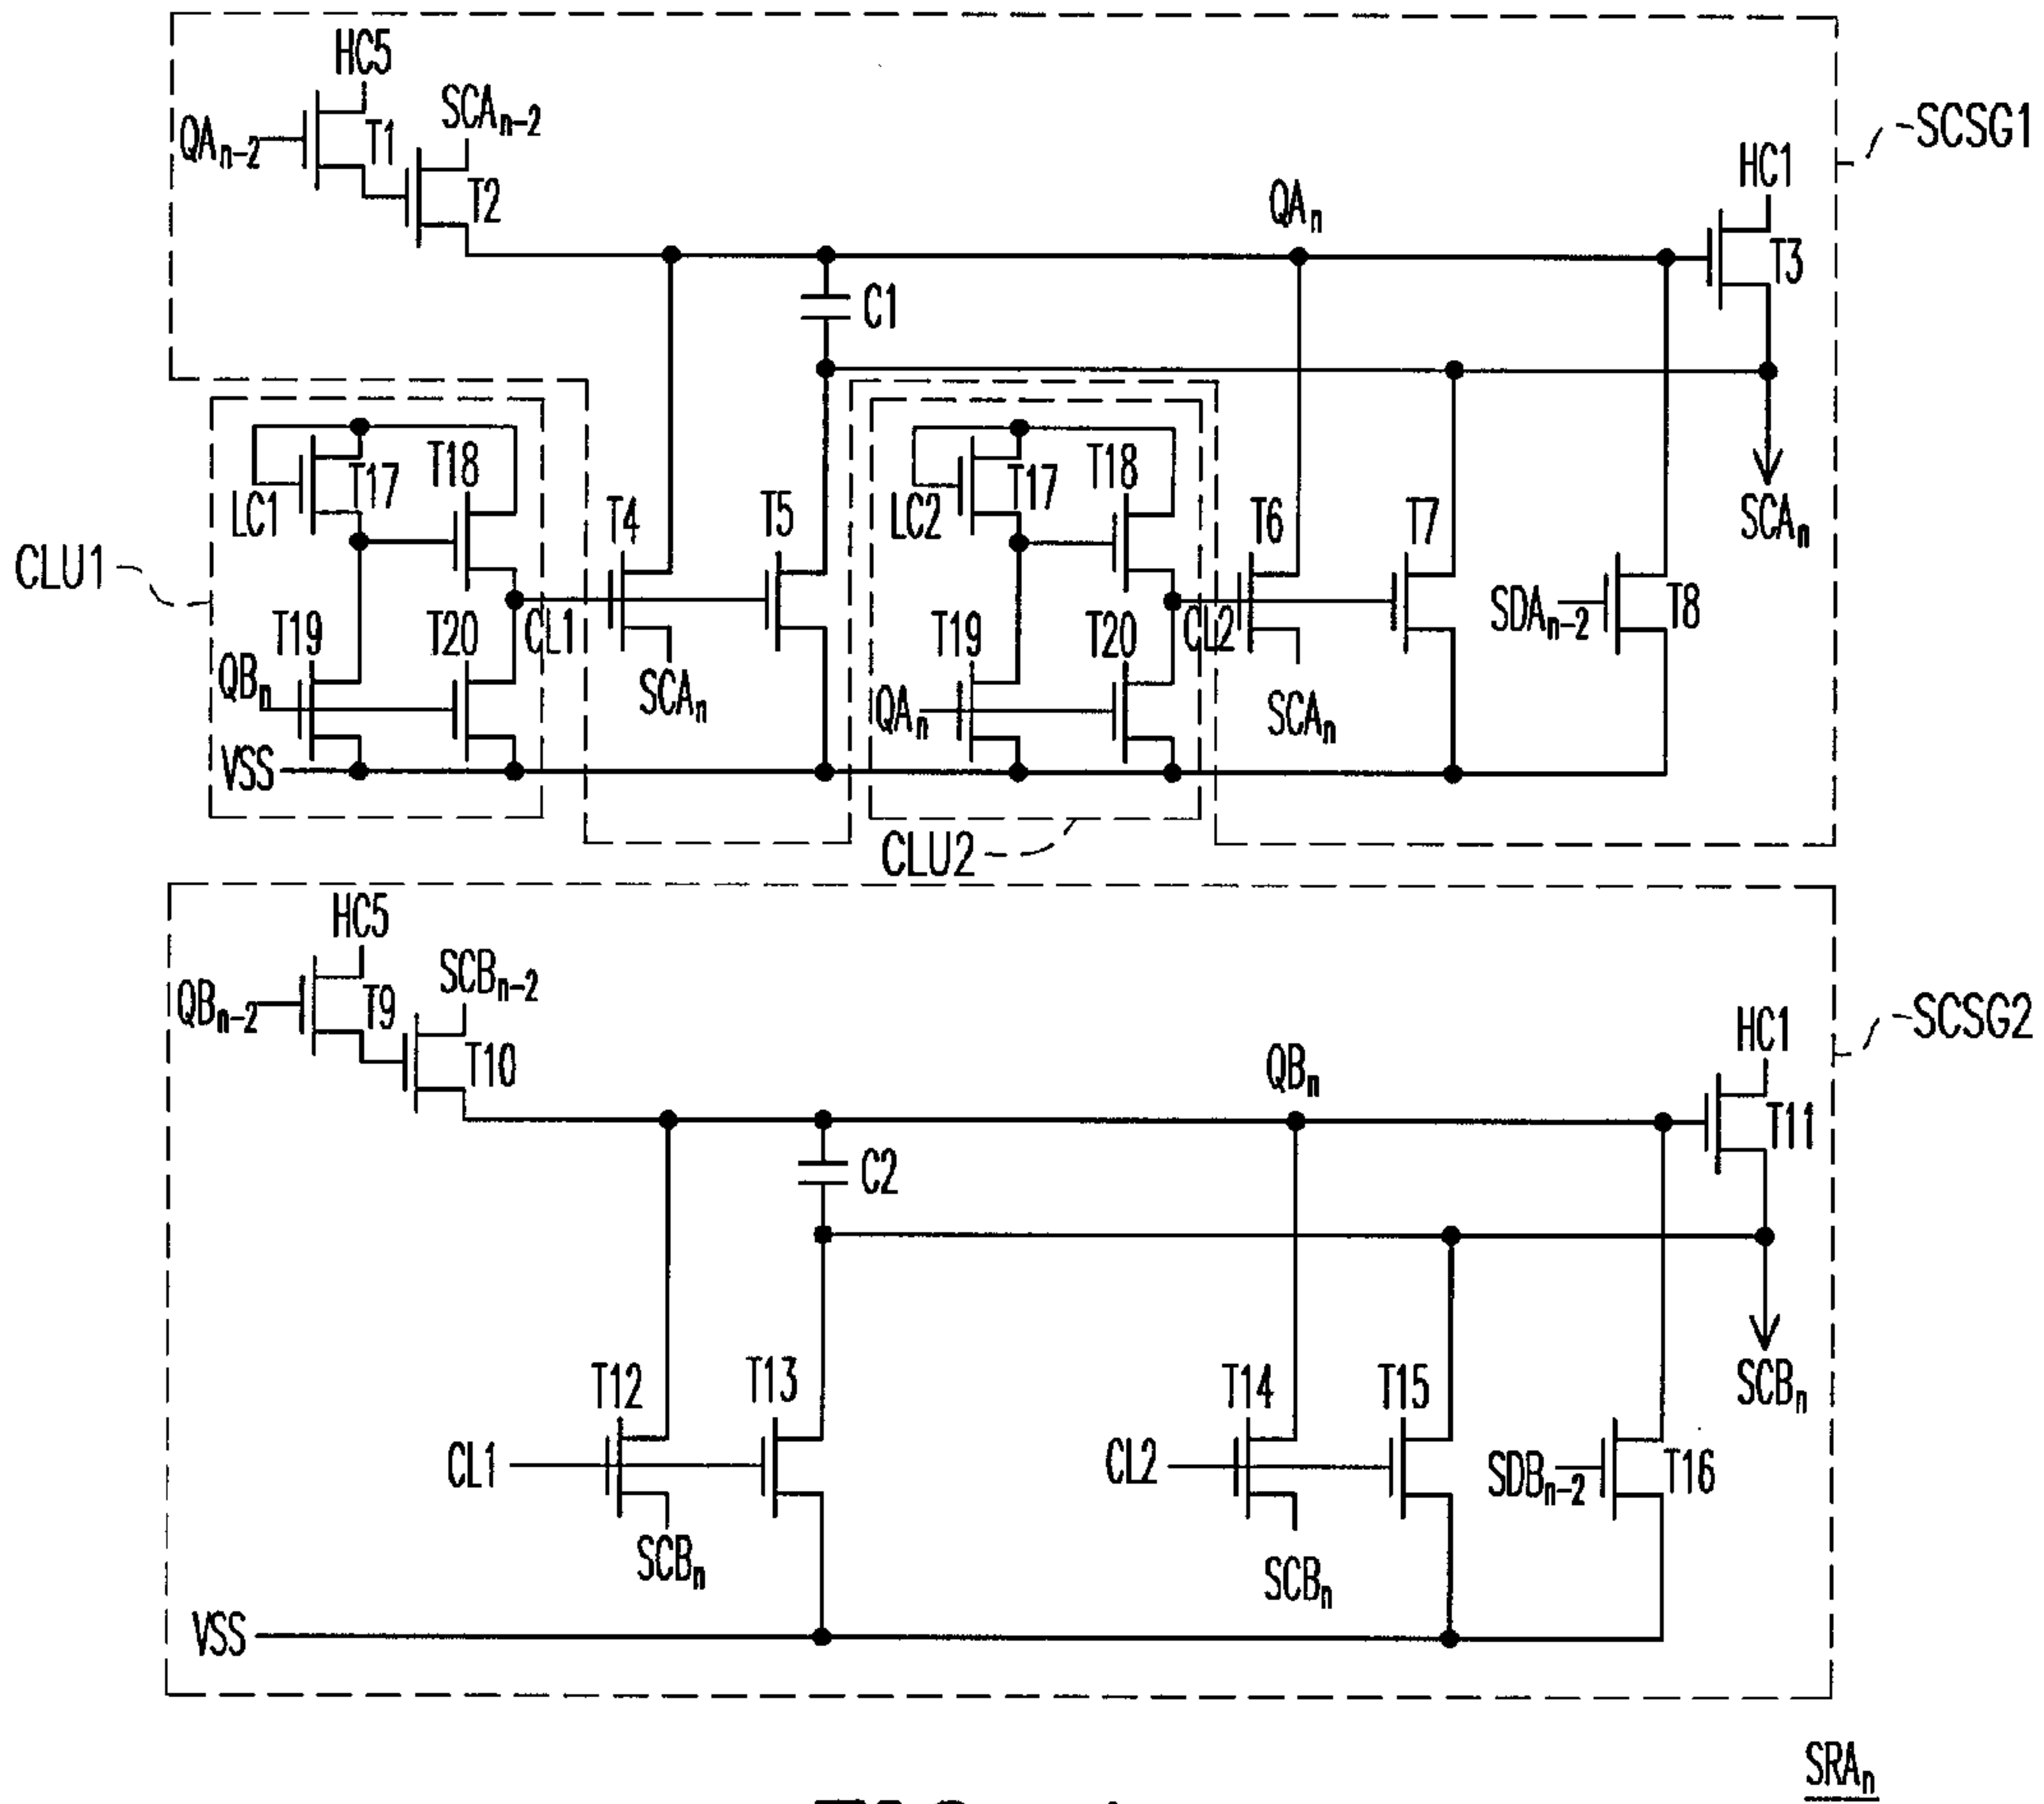 HC5
SCAₙ₋₂
QAₙ₋₂
T1
T2
SCSG1
HC1
QAₙ
T3
C1
SCAₙ
LC1
T17
T18
T4
T5
LC2
T17
T18
T6
T7
CLU1
SDAₙ₋₂
T8
T19
T20
CL1
T19
T20
CL2
QBₙ
SCAₙ
QAₙ
SCAₙ
VSS
CLU2
HC5
SCBₙ₋₂
QBₙ₋₂
T9
T10
SCSG2
HC1
QBₙ
T11
C2
SCBₙ
T12
T13
T14
T15
CL1
CL2
SDBₙ₋₂
T16
SCBₙ
SCBₙ
VSS
SRAₙ